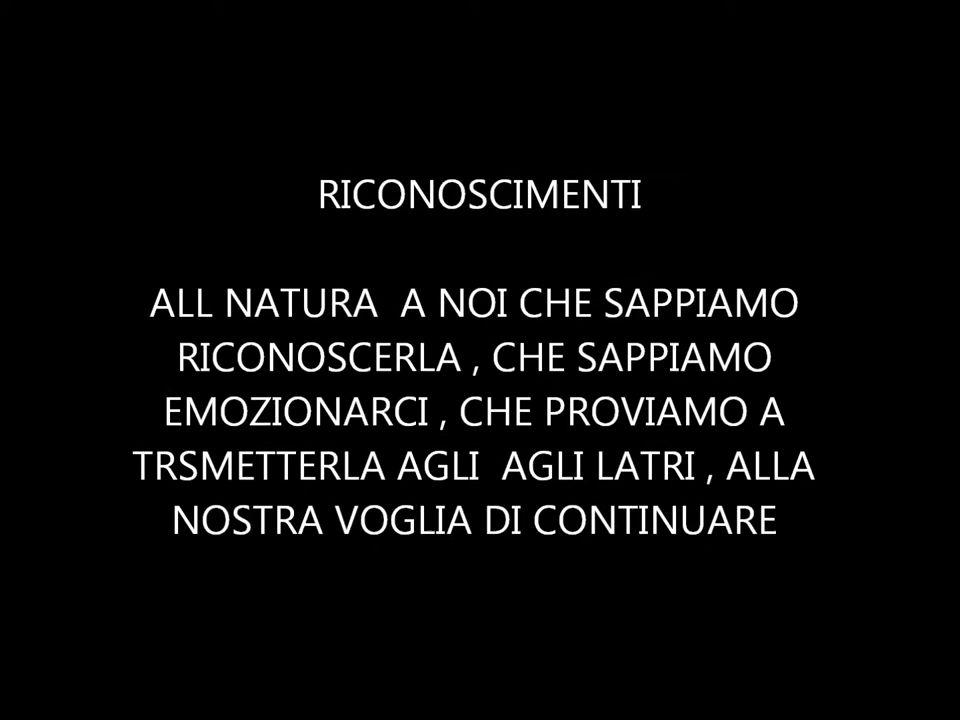 RICONOSCIMENTI
ALL NATURA  A NOI CHE SAPPIAMO
RICONOSCERLA , CHE SAPPIAMO
EMOZIONARCI , CHE PROVIAMO A
TRSMETTERLA AGLI  AGLI LATRI , ALLA
NOSTRA VOGLIA DI CONTINUARE